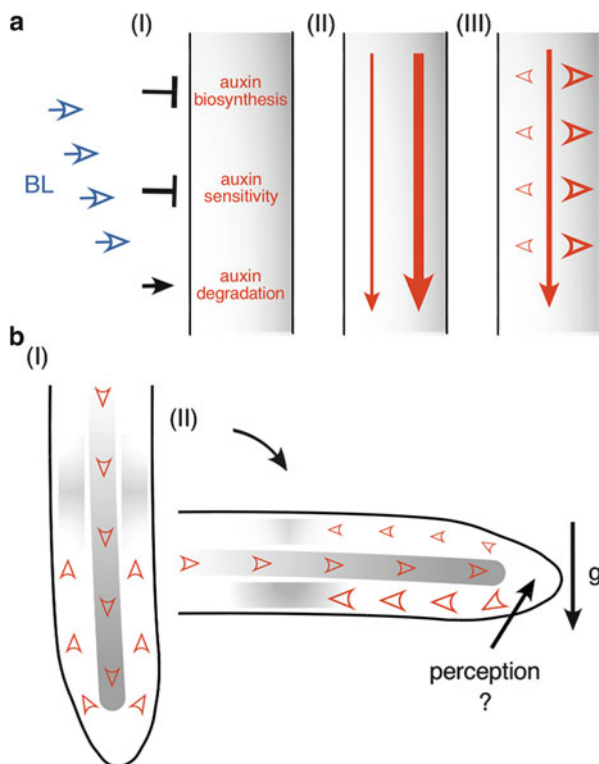 a
(I)
(II)
(III)
BL
auxin
biosynthesis
auxin
sensitivity
auxin
degradation
b
(I)
(II)
g
perception
?